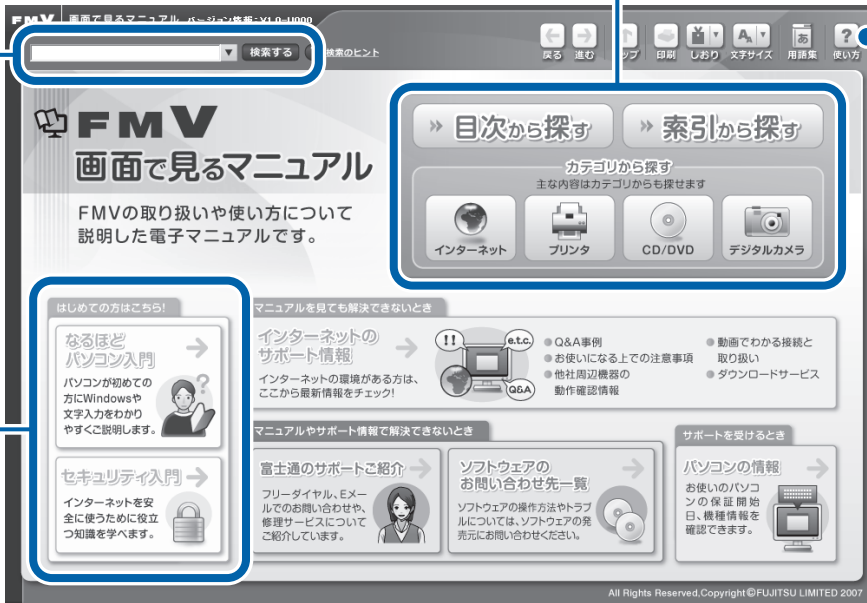 FMV 画面で見るマニュアル バージョン情報:V1.0-U000
検索する
検索のヒント
戻る 進む トップ 印刷 しおり 文字サイズ 用語集 使い方
FMV
画面で見るマニュアル
FMVの取り扱いや使い方について
説明した電子マニュアルです。
目次から探す
索引から探す
カテゴリから探す
主な内容はカテゴリからも探せます
インターネット
プリンタ
CD/DVD
デジタルカメラ
はじめての方はこちら!
なるほど
パソコン入門
パソコンが初めての
方にWindowsや
文字入力をわかり
やすくご説明します。
セキュリティ入門
インターネットを安
全に使うために役立
つ知識を学べます。
マニュアルを見ても解決できないとき
インターネットの
サポート情報
インターネットの環境がある方は、
ここから最新情報をチェック!
!!
e.t.c.
Q&A
Q&A事例
お使いになる上での注意事項
他社周辺機器の
動作確認情報
動画でわかる接続と
取り扱い
ダウンロードサービス
マニュアルやサポート情報で解決できないとき
富士通のサポートご紹介
フリーダイヤル、Eメー
ルでのお問い合わせや、
修理サービスについて
ご紹介しています。
ソフトウェアの
お問い合わせ先一覧
ソフトウェアの操作方法やトラブ
ルについては、ソフトウェアの発
売元にお問い合わせください。
サポートを受けるとき
パソコンの情報
お使いのパソコ
ンの保証開始
日、機種情報を
確認できます。
All Rights Reserved,Copyright©FUJITSU LIMITED 2007